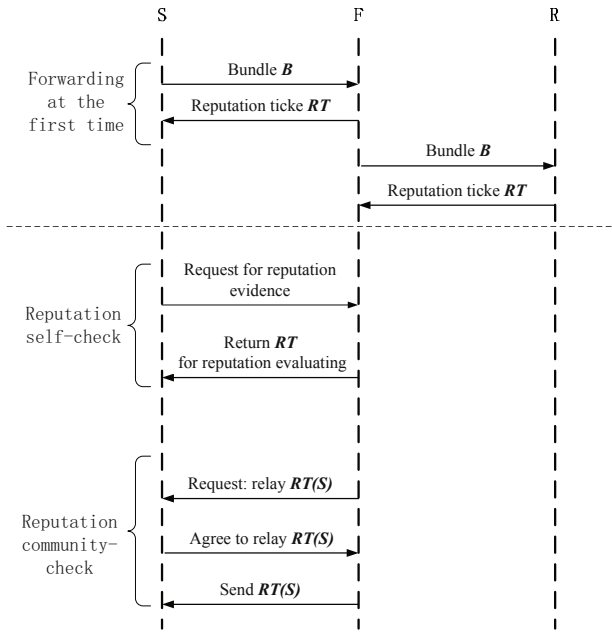 S F R
Forwarding
at the
first time
Bundle B
Reputation ticke RT
Bundle B
Reputation ticke RT
Reputation
self-check
Request for reputation
evidence
Return RT
for reputation evaluating
Reputation
community-
check
Request: relay RT(S)
Agree to relay RT(S)
Send RT(S)